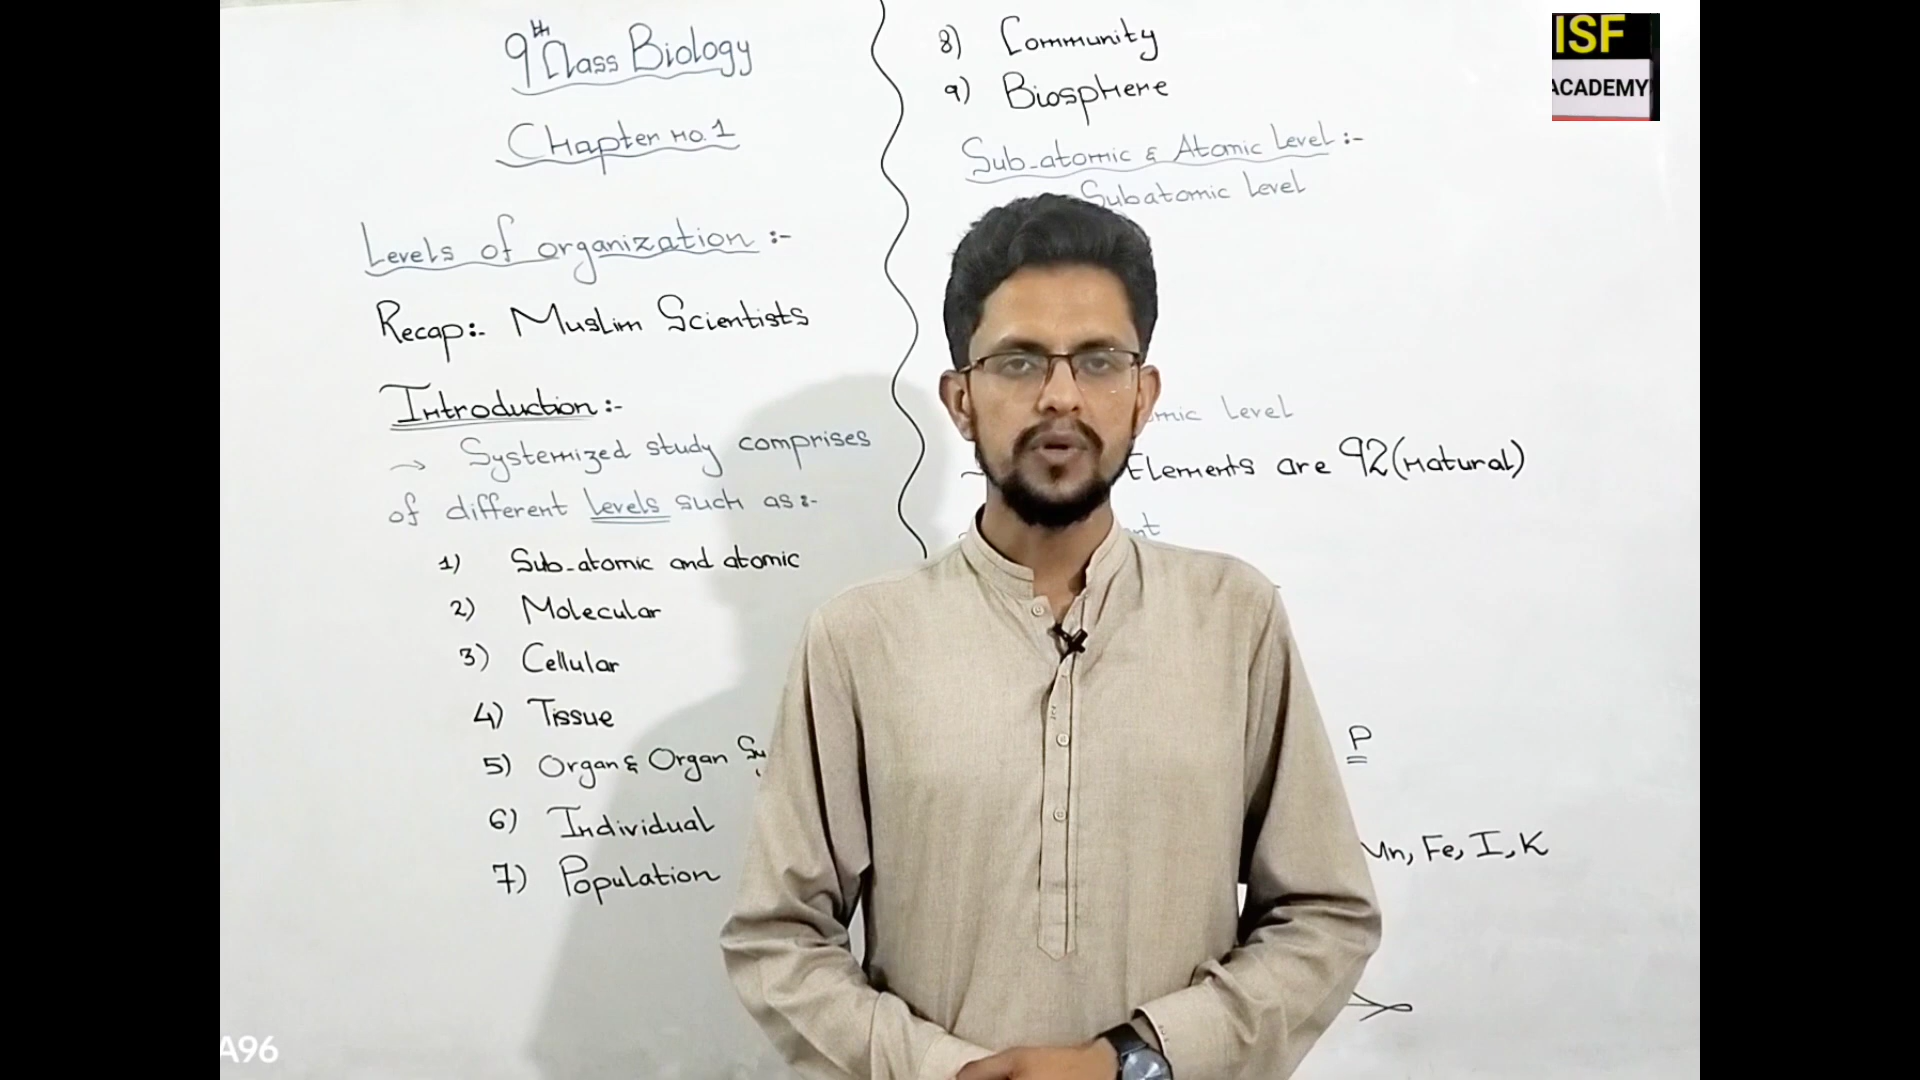 9th Class Biology
Chapter no. 1
Levels of organization :-
Recap:- Muslim Scientists
Introduction :-
→ Systemized study comprises
of different levels such as :-
1) Sub-atomic and atomic
2) Molecular
3) Cellular
4) Tissue
5) Organ & Organ Sy
6) Individual
7) Population
8) Community
9) Biosphere
Sub-atomic & Atomic Level :-
Subatomic Level
omic Level
Elements are 92 (natural)
P
Mn, Fe, I, K
ISF
ACADEMY
A96